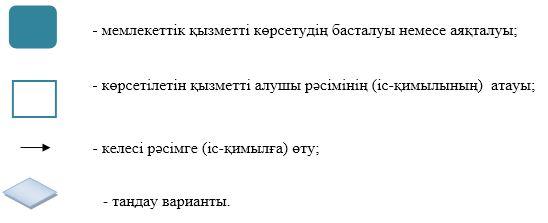 - мемлекеттік қызметті көрсетудің басталуы немесе аяқталуы;
- көрсетілетін қызметті алушы рәсімінің (іс-қимылының) атауы;
- келесі рәсімге (іс-қимылға) өту;
- таңдау варианты.